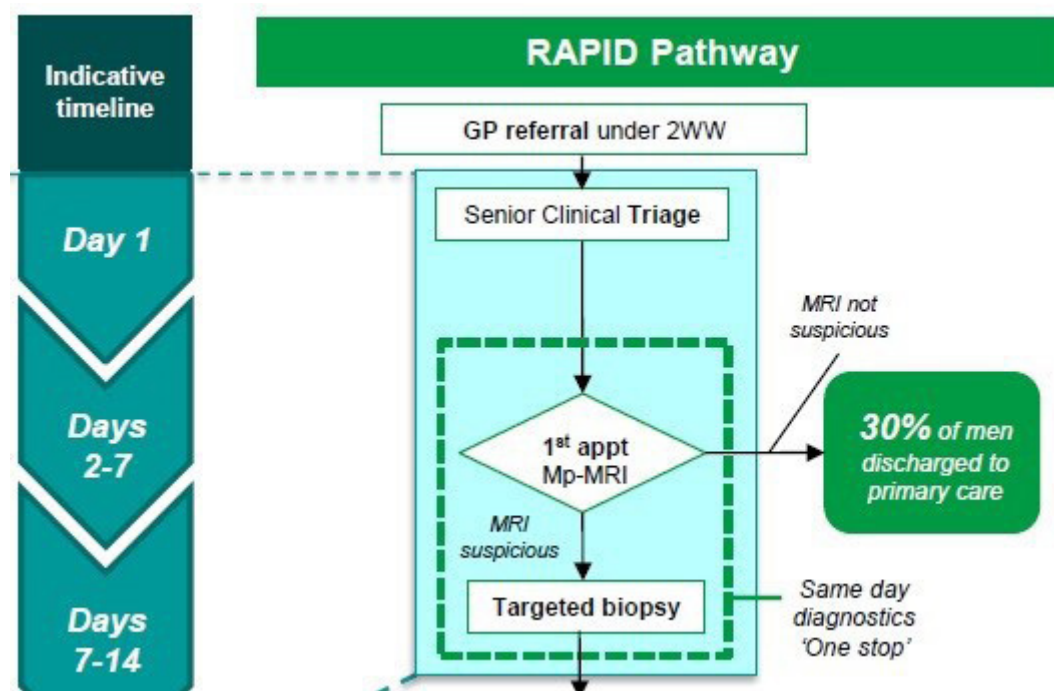 Indicative
timeline
RAPID Pathway
GP referral under 2WW
Day 1
Senior Clinical Triage
MRI not
suspicious
Days
2-7
1st appt
Mp-MRI
30% of men
discharged to
primary care
MRI
suspicious
Days
7-14
Targeted biopsy
Same day
diagnostics
‘One stop’